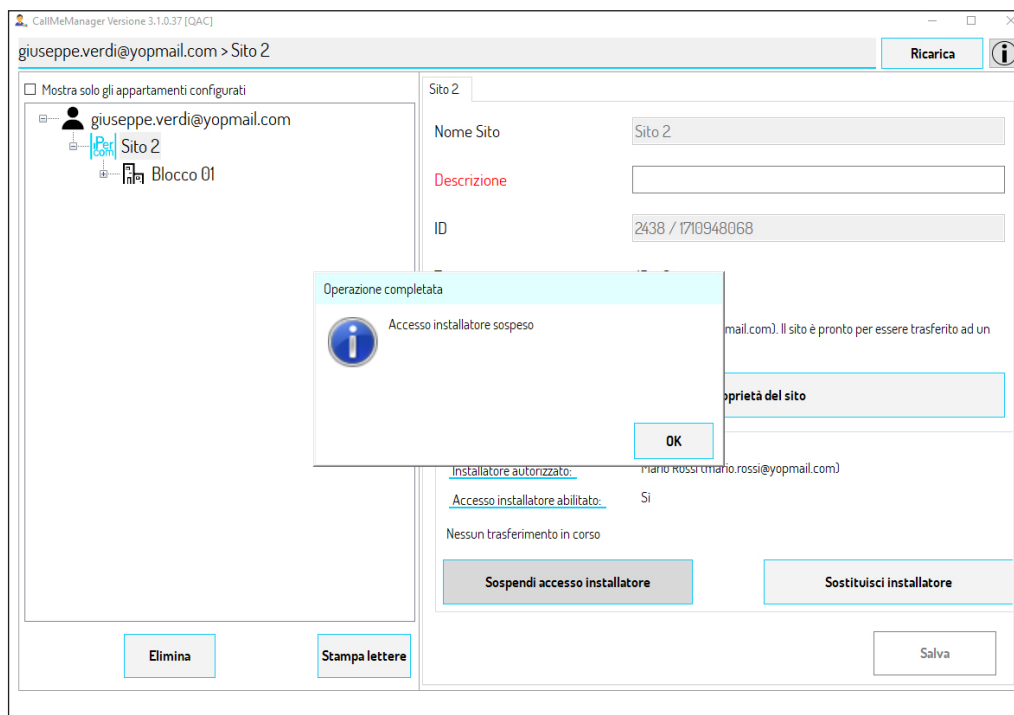 CallMeManager Versione 3.1.0.37 [QAC]
giuseppe.verdi@yopmail.com > Sito 2
Ricarica
Mostra solo gli appartamenti configurati
giuseppe.verdi@yopmail.com
iPer com Sito 2
Blocco 01
Elimina
Stampa lettere
Sito 2
Nome Sito
Sito 2
Descrizione
ID
2438 / 1710948068
Operazione completata
Accesso installatore sospeso
OK
mail.com). Il sito è pronto per essere trasferito ad un
oprietà del sito
Installatore autorizzato:
Mario Rossi (mario.rossi@yopmail.com)
Accesso installatore abilitato:
Si
Nessun trasferimento in corso
Sospendi accesso installatore
Sostituisci installatore
Salva